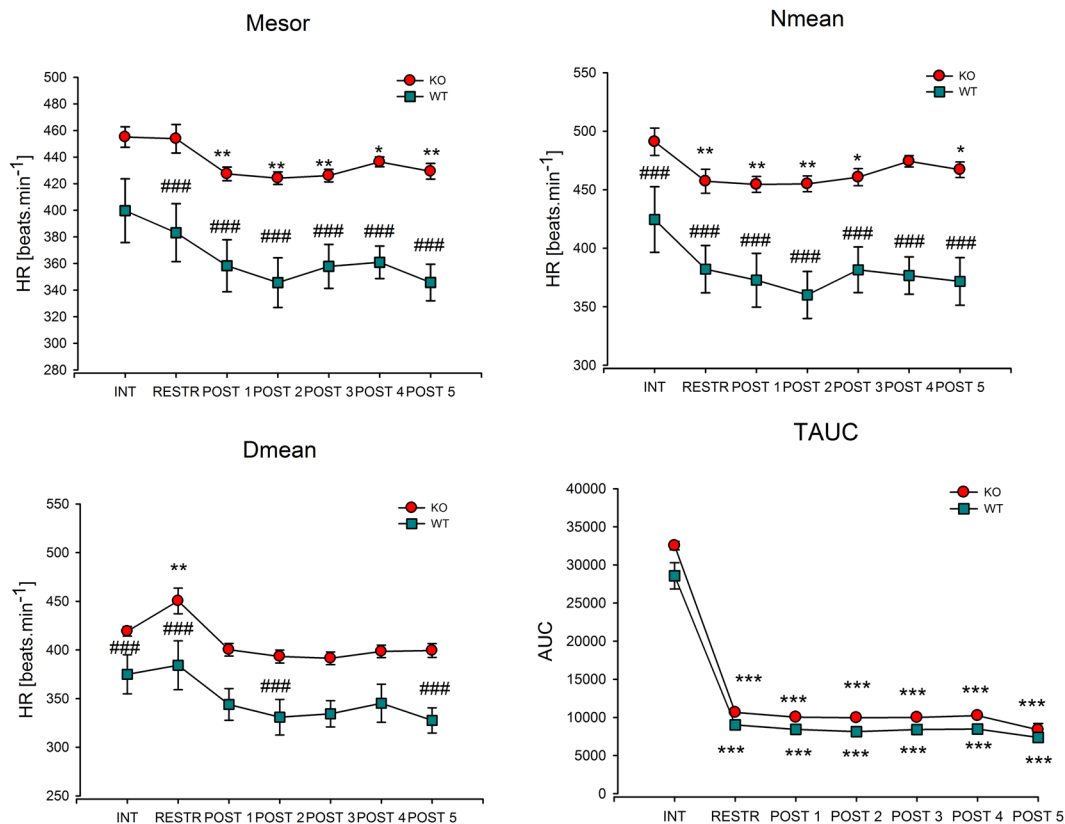 Mesor
HR [beats.min-1]
500
480
460
440
420
400
380
360
340
320
300
280
KO
WT
** ** ** * **
### ### ### ### ### ###
INT RESTR POST 1 POST 2 POST 3 POST 4 POST 5
Nmean
HR [beats.min-1]
550
500
450
400
350
300
KO
WT
** ** ** * *
### ### ### ### ### ### ###
INT RESTR POST 1 POST 2 POST 3 POST 4 POST 5
Dmean
HR [beats.min-1]
550
500
450
400
350
300
250
KO
WT
**
### ### ### ###
INT RESTR POST 1 POST 2 POST 3 POST 4 POST 5
TAUC
AUC
40000
35000
30000
25000
20000
15000
10000
5000
0
KO
WT
*** *** *** *** *** ***
*** *** *** *** *** ***
INT RESTR POST 1 POST 2 POST 3 POST 4 POST 5